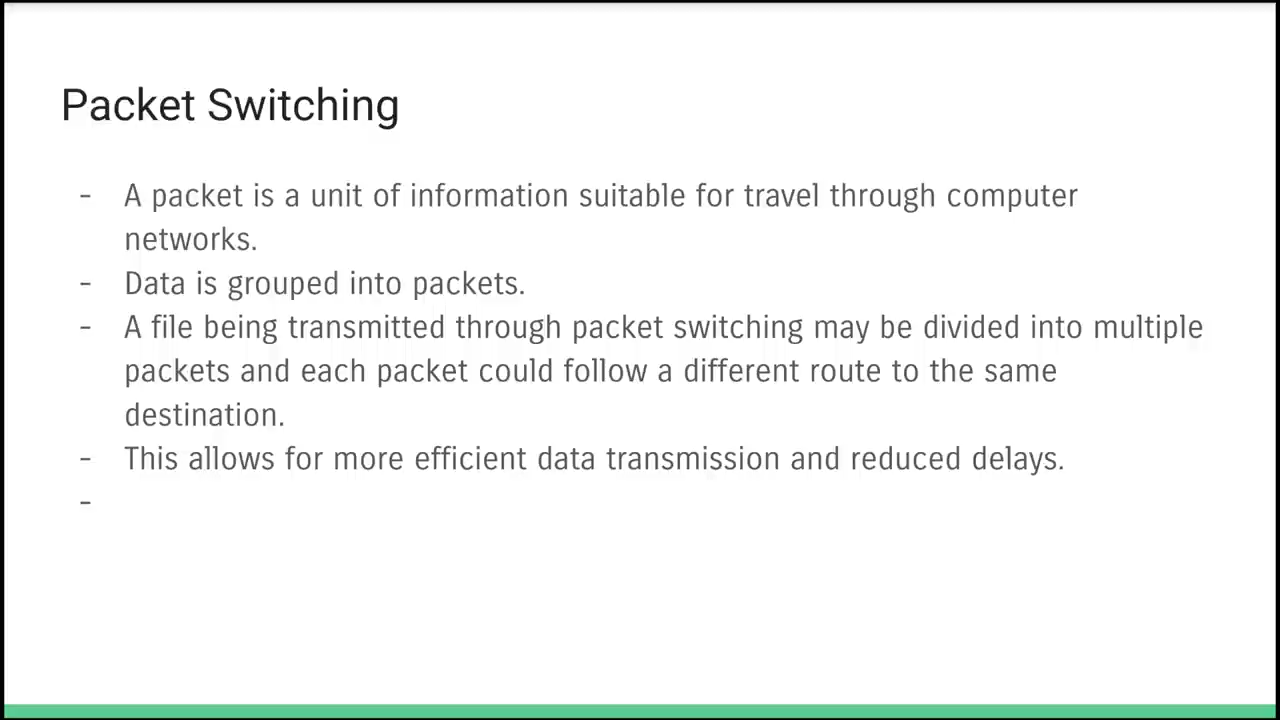 Packet Switching
- A packet is a unit of information suitable for travel through computer
networks.
- Data is grouped into packets.
- A file being transmitted through packet switching may be divided into multiple
packets and each packet could follow a different route to the same
destination.
- This allows for more efficient data transmission and reduced delays.
-